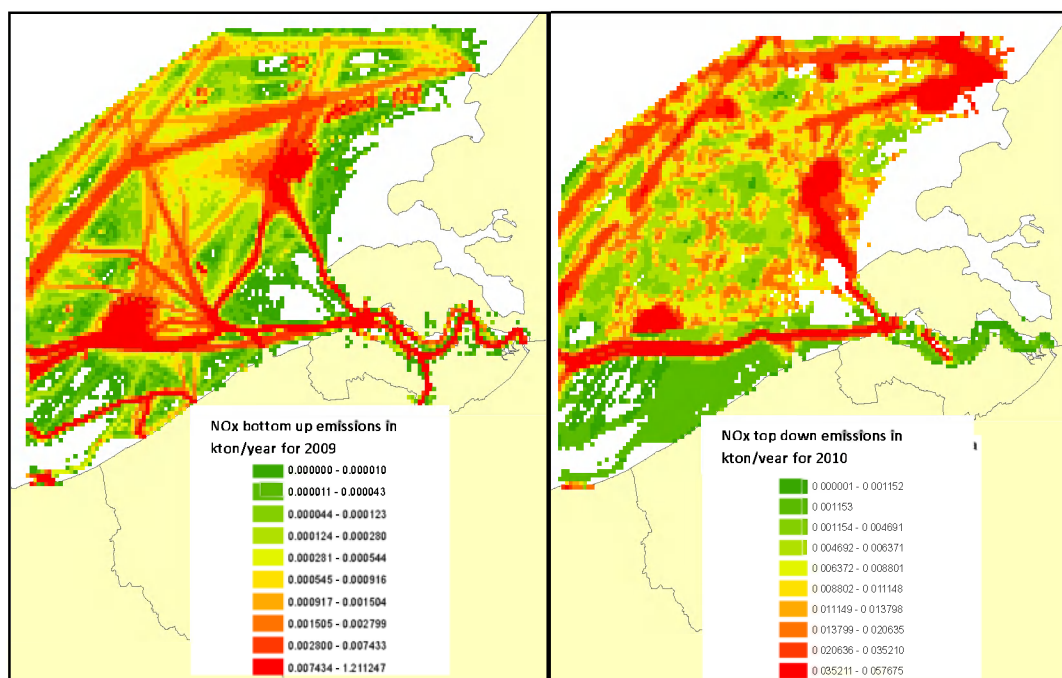 NOx bottom up emissions in
kton/year for 2009
0.000000 - 0.000010
0.000011 - 0.000043
0.000044 - 0.000123
0.000124 - 0.000280
0.000281 - 0.000544
0.000545 - 0.000916
0.000917 - 0.001504
0.001505 - 0.002799
0.002800 - 0.007433
0.007434 - 1.211247
NOx top down emissions in
kton/year for 2010
0 000001 - 0 001152
0 001153
0 001154 - 0 004691
0 004692 - 0 006371
0 006372 - 0 008801
0 008802 - 0 011148
0 011149 - 0 013798
0 013799 - 0 020635
0 020636 - 0 035210
0 035211 - 0 057675